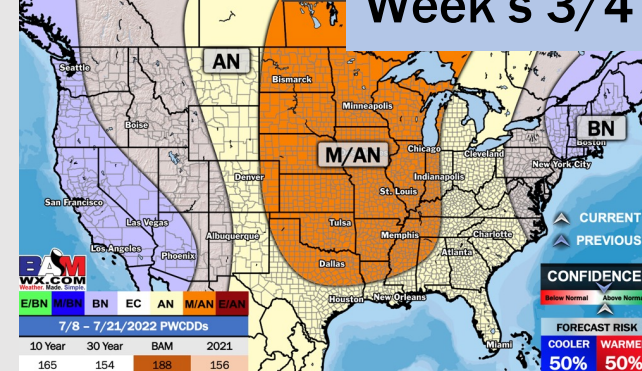 Week's 3/4
AN
Seattle
Bismarck
Minneapolis
Boise
M/AN
BN
Boston
Chicago
Cleveland
New York City
Denver
Indianapolis
St. Louis
San Francisco
Las Vegas
Tulsa
CURRENT
Albuquerque
Memphis
Charlotte
PREVIOUS
Los Angeles
Phoenix
Dallas
Atlanta
BAM
WX.COM
Weather. Made. Simple.
CONFIDENCE
E/BN M/BN BN EC AN M/AN E/AN
Houston
New Orleans
Below Normal Above Norma
7/8 – 7/21/2022 PWCDDs
FORECAST RISK
10 Year 30 Year BAM 2021
Miami
COOLER WARME
165 154 188 156
50% 50%